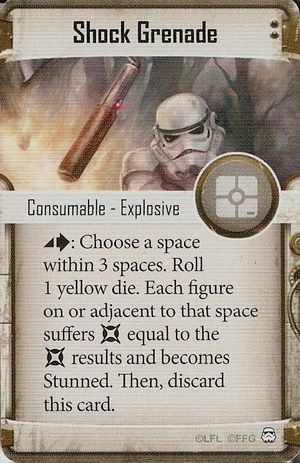 Shock Grenade
Consumable - Explosive
: Choose a space
within 3 spaces. Roll
1 yellow die. Each figure
on or adjacent to that space
suffers equal to the
results and becomes
Stunned. Then, discard
this card.
©LFL ©FFG